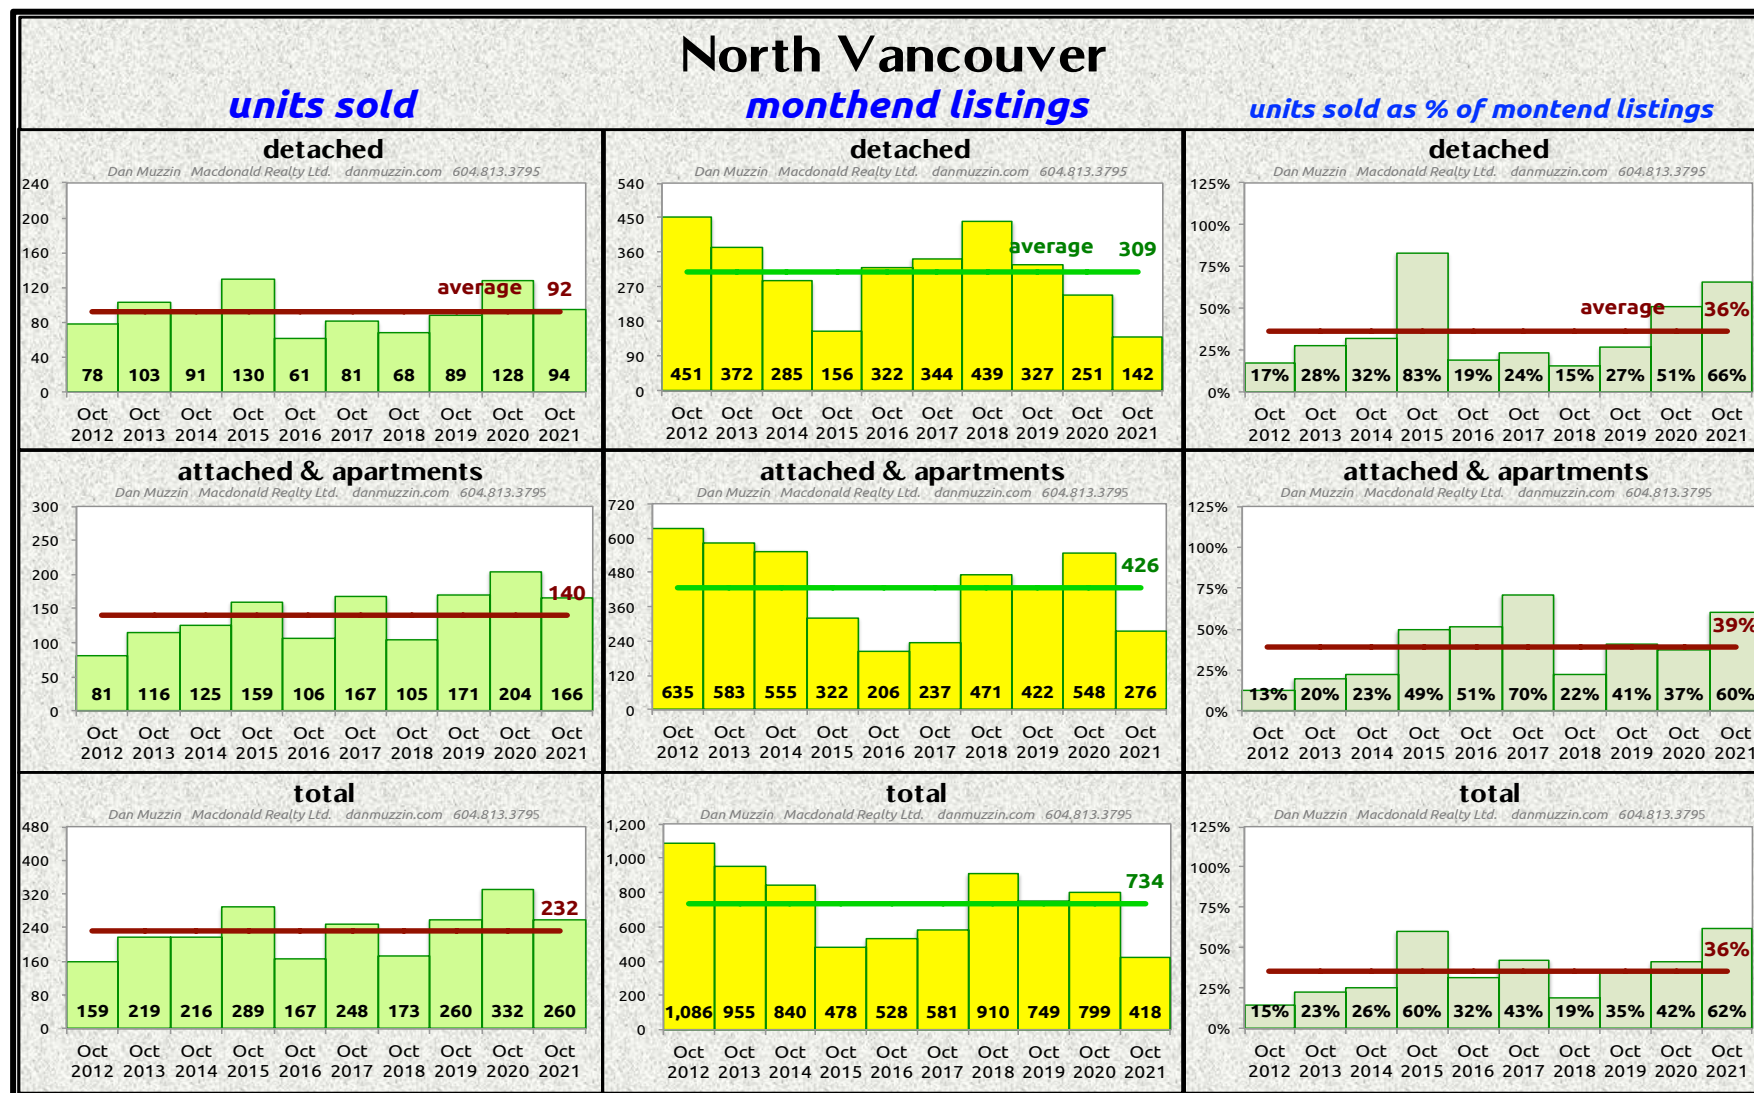 North Vancouver
units sold
monthend listings
units sold as % of montend listings
detached
Dan Muzzin Macdonald Realty Ltd. danmuzzin.com 604.813.3795
240
200
160
120
80
40
0
average 92
78 103 91 130 61 81 68 89 128 94
Oct Oct Oct Oct Oct Oct Oct Oct Oct Oct
2012 2013 2014 2015 2016 2017 2018 2019 2020 2021
detached
Dan Muzzin Macdonald Realty Ltd. danmuzzin.com 604.813.3795
540
450
360
270
180
90
0
average 309
451 372 285 156 322 344 439 327 251 142
Oct Oct Oct Oct Oct Oct Oct Oct Oct Oct
2012 2013 2014 2015 2016 2017 2018 2019 2020 2021
detached
Dan Muzzin Macdonald Realty Ltd. danmuzzin.com 604.813.3795
125%
100%
75%
50%
25%
0%
average 36%
17% 28% 32% 83% 19% 24% 15% 27% 51% 66%
Oct Oct Oct Oct Oct Oct Oct Oct Oct Oct
2012 2013 2014 2015 2016 2017 2018 2019 2020 2021
attached & apartments
Dan Muzzin Macdonald Realty Ltd. danmuzzin.com 604.813.3795
300
250
200
150
100
50
0
140
81 116 125 159 106 167 105 171 204 166
Oct Oct Oct Oct Oct Oct Oct Oct Oct Oct
2012 2013 2014 2015 2016 2017 2018 2019 2020 2021
attached & apartments
Dan Muzzin Macdonald Realty Ltd. danmuzzin.com 604.813.3795
720
600
480
360
240
120
0
426
635 583 555 322 206 237 471 422 548 276
Oct Oct Oct Oct Oct Oct Oct Oct Oct Oct
2012 2013 2014 2015 2016 2017 2018 2019 2020 2021
attached & apartments
Dan Muzzin Macdonald Realty Ltd. danmuzzin.com 604.813.3795
125%
100%
75%
50%
25%
0%
39%
13% 20% 23% 49% 51% 70% 22% 41% 37% 60%
Oct Oct Oct Oct Oct Oct Oct Oct Oct Oct
2012 2013 2014 2015 2016 2017 2018 2019 2020 2021
total
Dan Muzzin Macdonald Realty Ltd. danmuzzin.com 604.813.3795
480
400
320
240
160
80
0
232
159 219 216 289 167 248 173 260 332 260
Oct Oct Oct Oct Oct Oct Oct Oct Oct Oct
2012 2013 2014 2015 2016 2017 2018 2019 2020 2021
total
Dan Muzzin Macdonald Realty Ltd. danmuzzin.com 604.813.3795
1,200
1,000
800
600
400
200
0
734
1,086 955 840 478 528 581 910 749 799 418
Oct Oct Oct Oct Oct Oct Oct Oct Oct Oct
2012 2013 2014 2015 2016 2017 2018 2019 2020 2021
total
Dan Muzzin Macdonald Realty Ltd. danmuzzin.com 604.813.3795
125%
100%
75%
50%
25%
0%
36%
15% 23% 26% 60% 32% 43% 19% 35% 42% 62%
Oct Oct Oct Oct Oct Oct Oct Oct Oct Oct
2012 2013 2014 2015 2016 2017 2018 2019 2020 2021